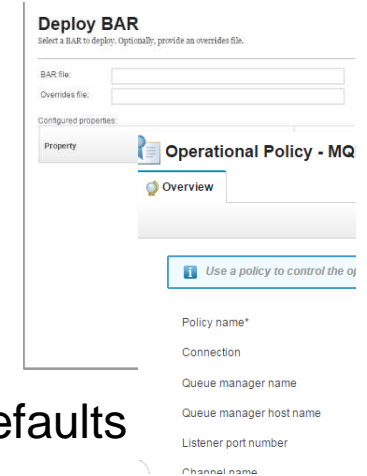 Deploy BAR
Select a BAR to deploy. Optionally, provide an overrides file.
BAR file:
Overrides file:
Configured properties:
Property
Operational Policy - MQ
Overview
Use a policy to control the op
Policy name*
Connection
Queue manager name
Queue manager host name
Listener port number
Channel name
efaults